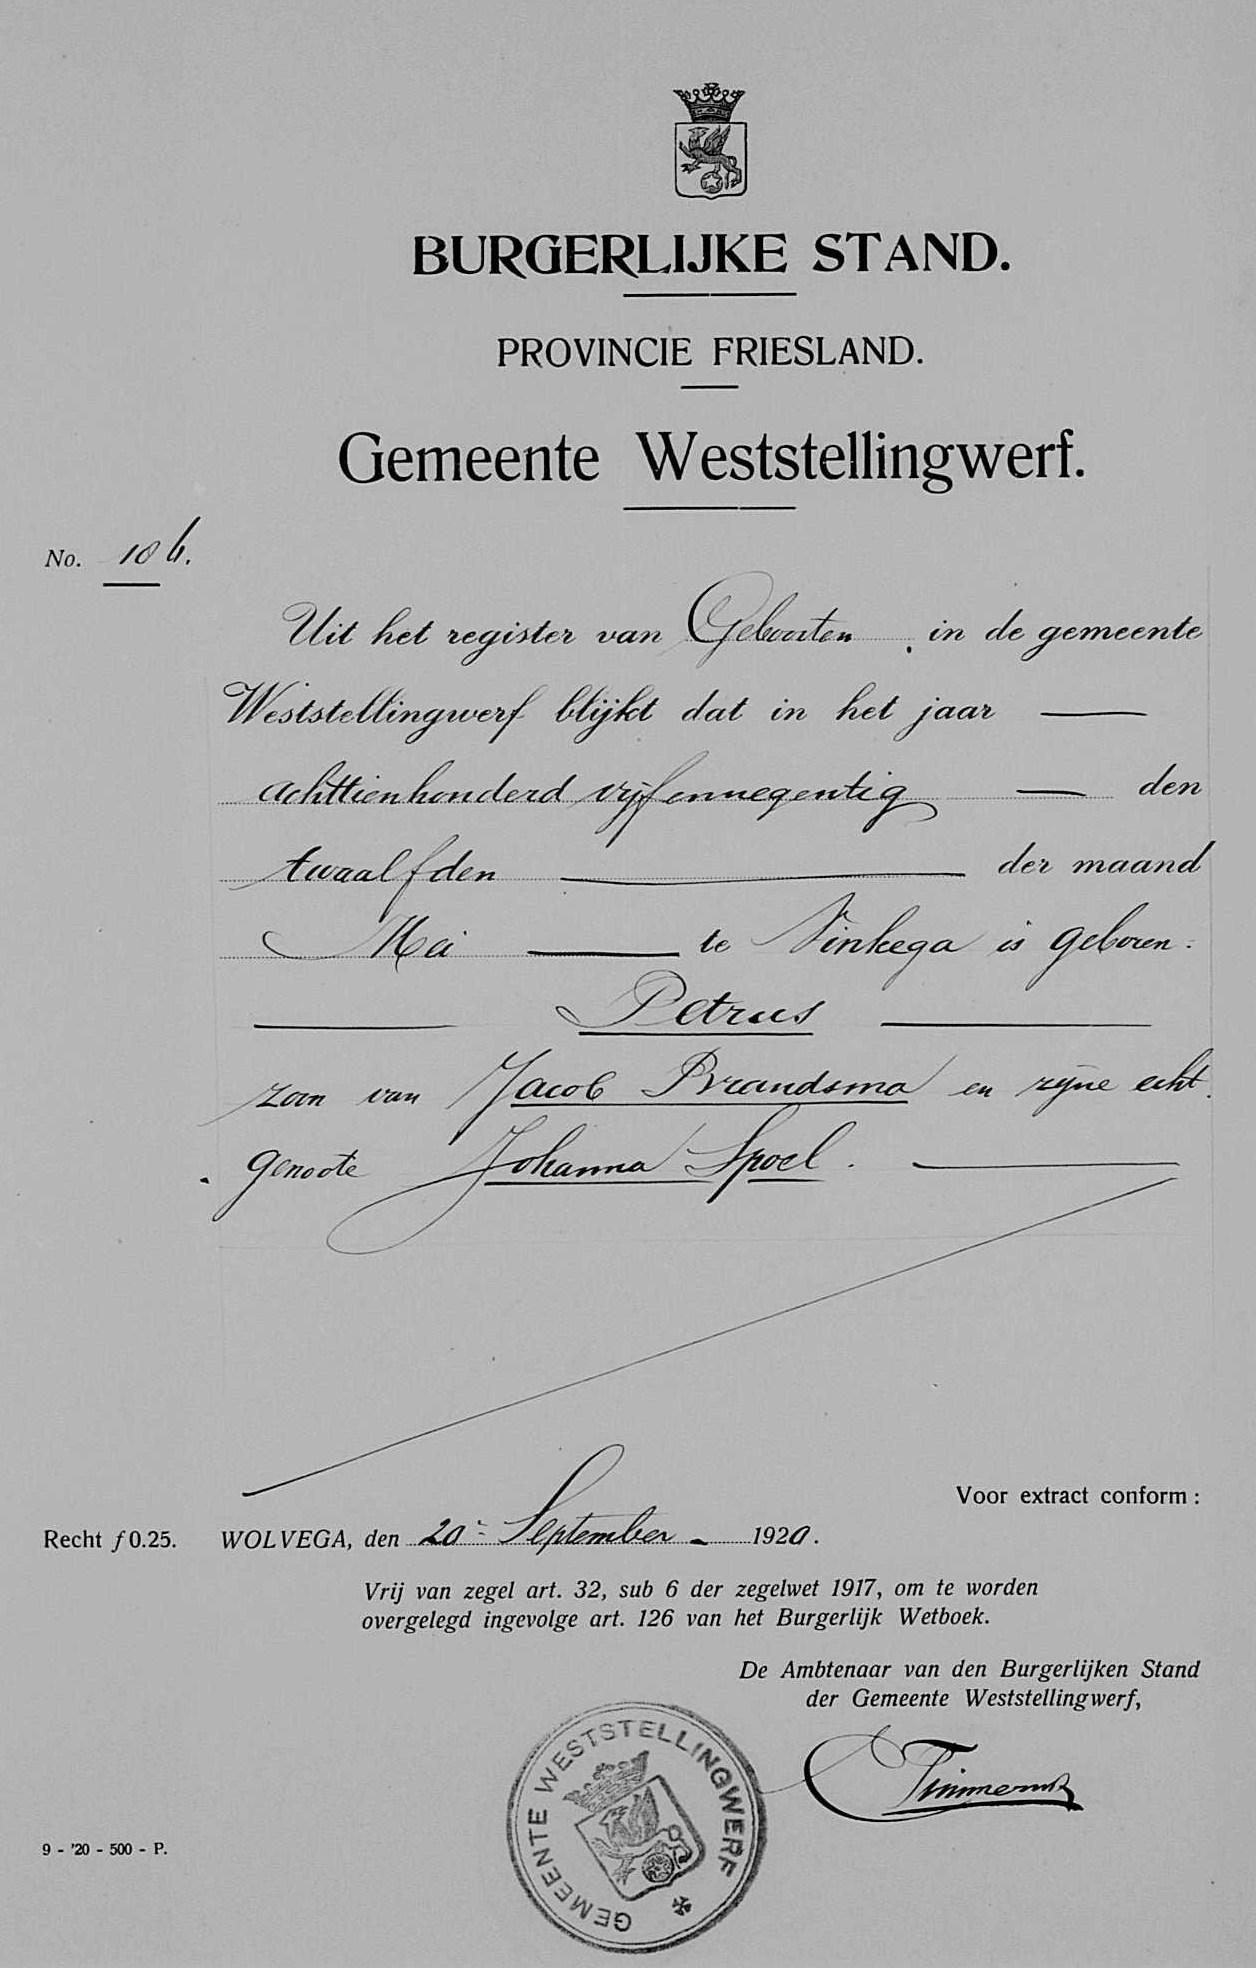 BURGERLIJKE STAND.
PROVINCIE FRIESLAND.
Gemeente Weststellingwerf.
No. 106.
Uit het register van Geboorten in de gemeente
Weststellingwerf blijkt dat in het jaar —
achttienhonderd vijfennegentig — den
twaalfden — der maand
Mei — te Vinkega is geboren:
— Petrus —
zoon van Jacob Brandsma en zijne echt
genoote Johanna Spoel. —
Voor extract conform:
Recht ƒ 0.25. WOLVEGA, den 20 September 1920.
Vrij van zegel art. 32, sub 6 der zegelwet 1917, om te worden
overgelegd ingevolge art. 126 van het Burgerlijk Wetboek.
De Ambtenaar van den Burgerlijken Stand
der Gemeente Weststellingwerf,
GEMEENTE WESTSTELLINGWERF
9 - '20 - 500 - P.